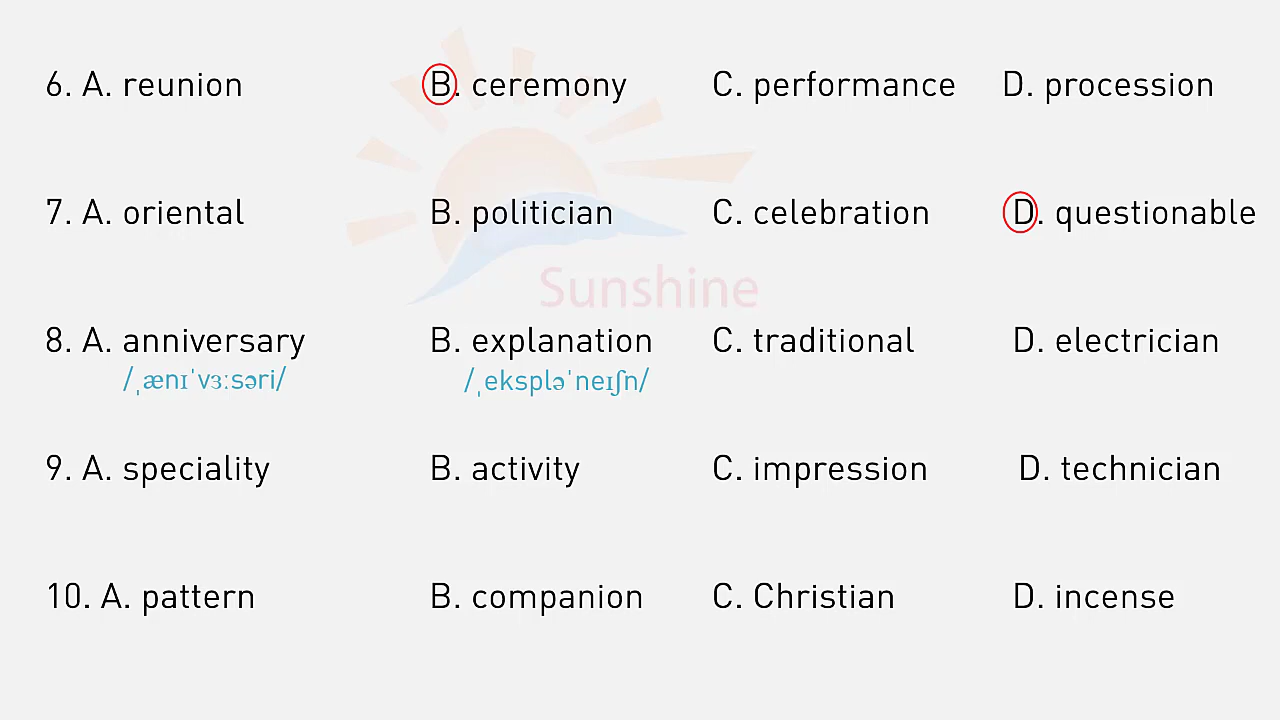 6. A. reunion B. ceremony C. performance D. procession
7. A. oriental B. politician C. celebration D. questionable
Sunshine
8. A. anniversary B. explanation C. traditional D. electrician
/ˌænɪˈvɜːsəri/ /ˌekspləˈneɪʃn/
9. A. speciality B. activity C. impression D. technician
10. A. pattern B. companion C. Christian D. incense